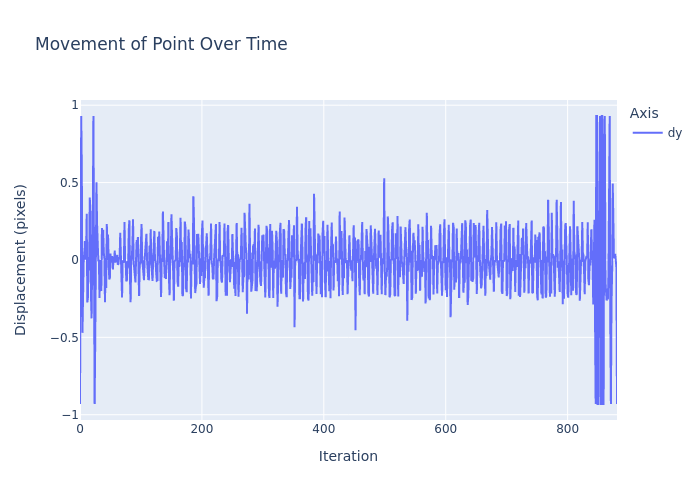 Movement of Point Over Time
Axis
dy
Displacement (pixels)
1
0.5
0
−0.5
−1
0
200
400
600
800
Iteration